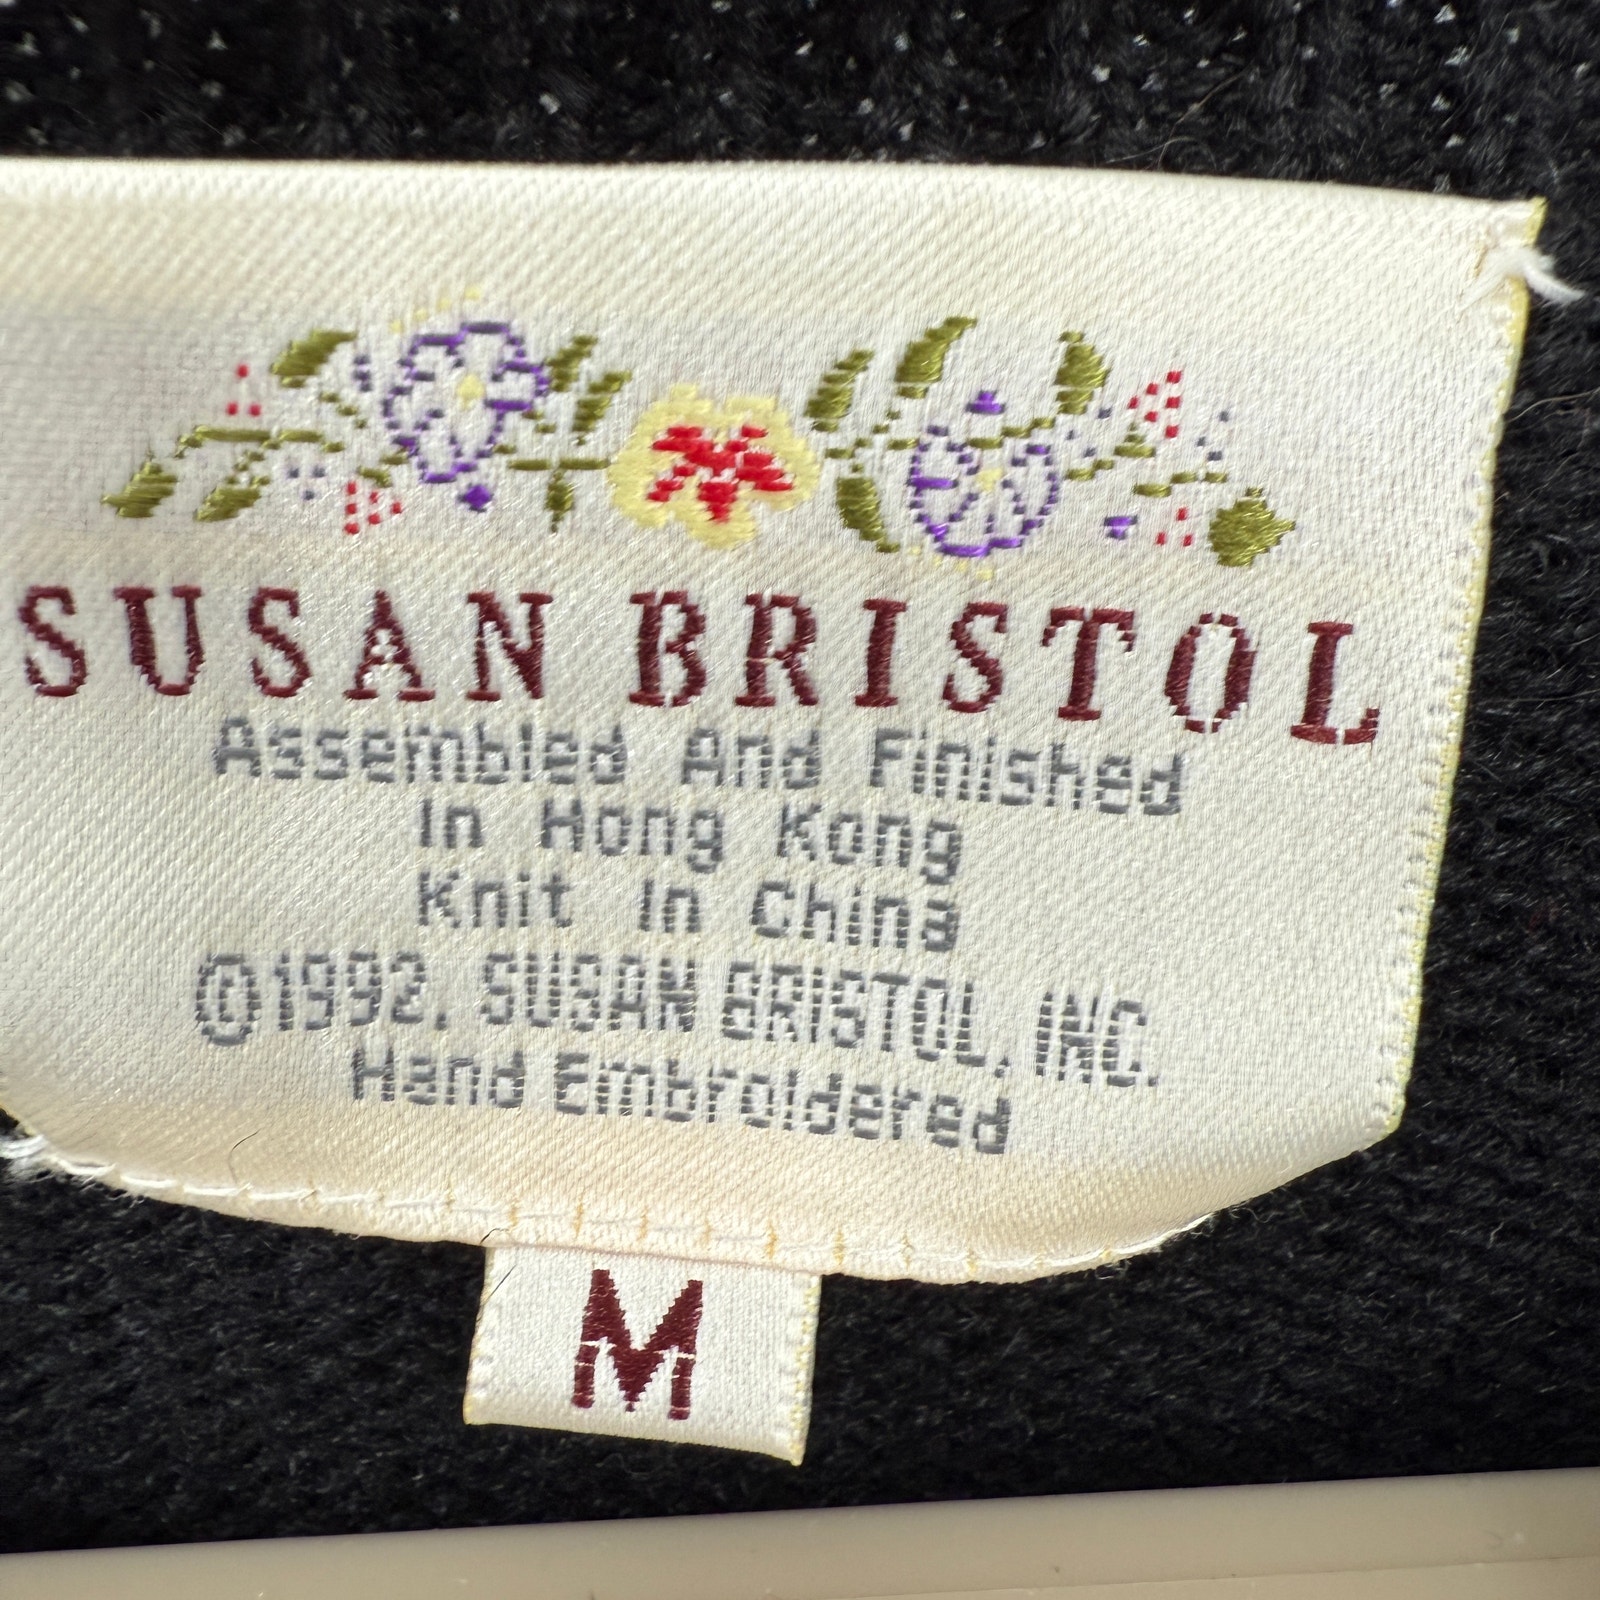 SUSAN BRISTOL
Assembled And Finished
In Hong Kong
Knit In China
©1992, SUSAN BRISTOL, INC.
Hand Embroidered
M